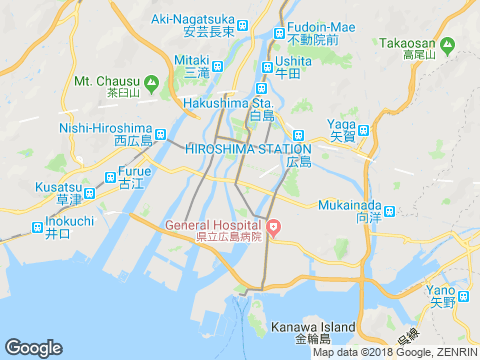 Aki-Nagatsuka
安芸長束
Fudoin-Mae
不動院前
Takaosan
高尾山
Mitaki
三滝
Ushita
牛田
Mt. Chausu
茶臼山
Hakushima Sta.
白島
Nishi-Hiroshima
西広島
Yaga
矢賀
HIROSHIMA STATION
広島
Furue
古江
Kusatsu
草津
Mukainada
向洋
Inokuchi
井口
General Hospital
県立広島病院
Yano
矢野
Kanawa Island
金輪島
呉線
Google
Map data ©2018 Google, ZENRIN